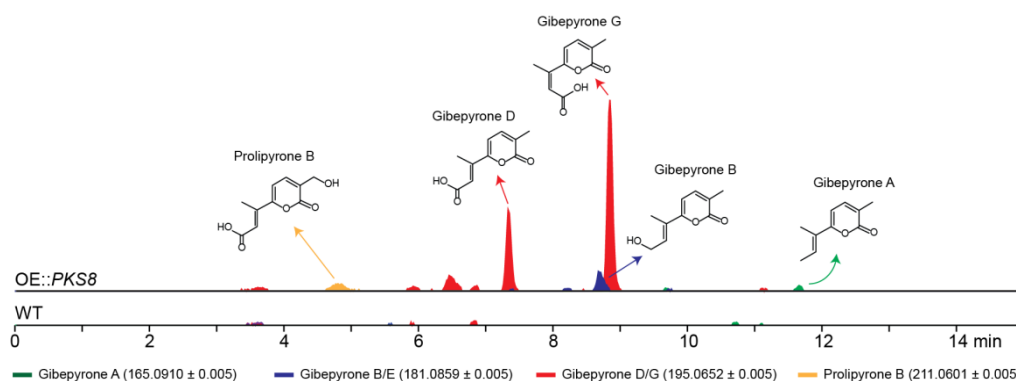 Gibepyrone G
OH
O
O
O
Gibepyrone D
Prolipyrone B
Gibepyrone B
Gibepyrone A
OH
O
O
HO
O
O
O
HO
O
HO
O
O
O
O
OE::PKS8
WT
0 2 4 6 8 10 12 14 min
Gibepyrone A (165.0910 ± 0.005) Gibepyrone B/E (181.0859 ± 0.005) Gibepyrone D/G (195.0652 ± 0.005) Prolipyrone B (211.0601 ± 0.005)